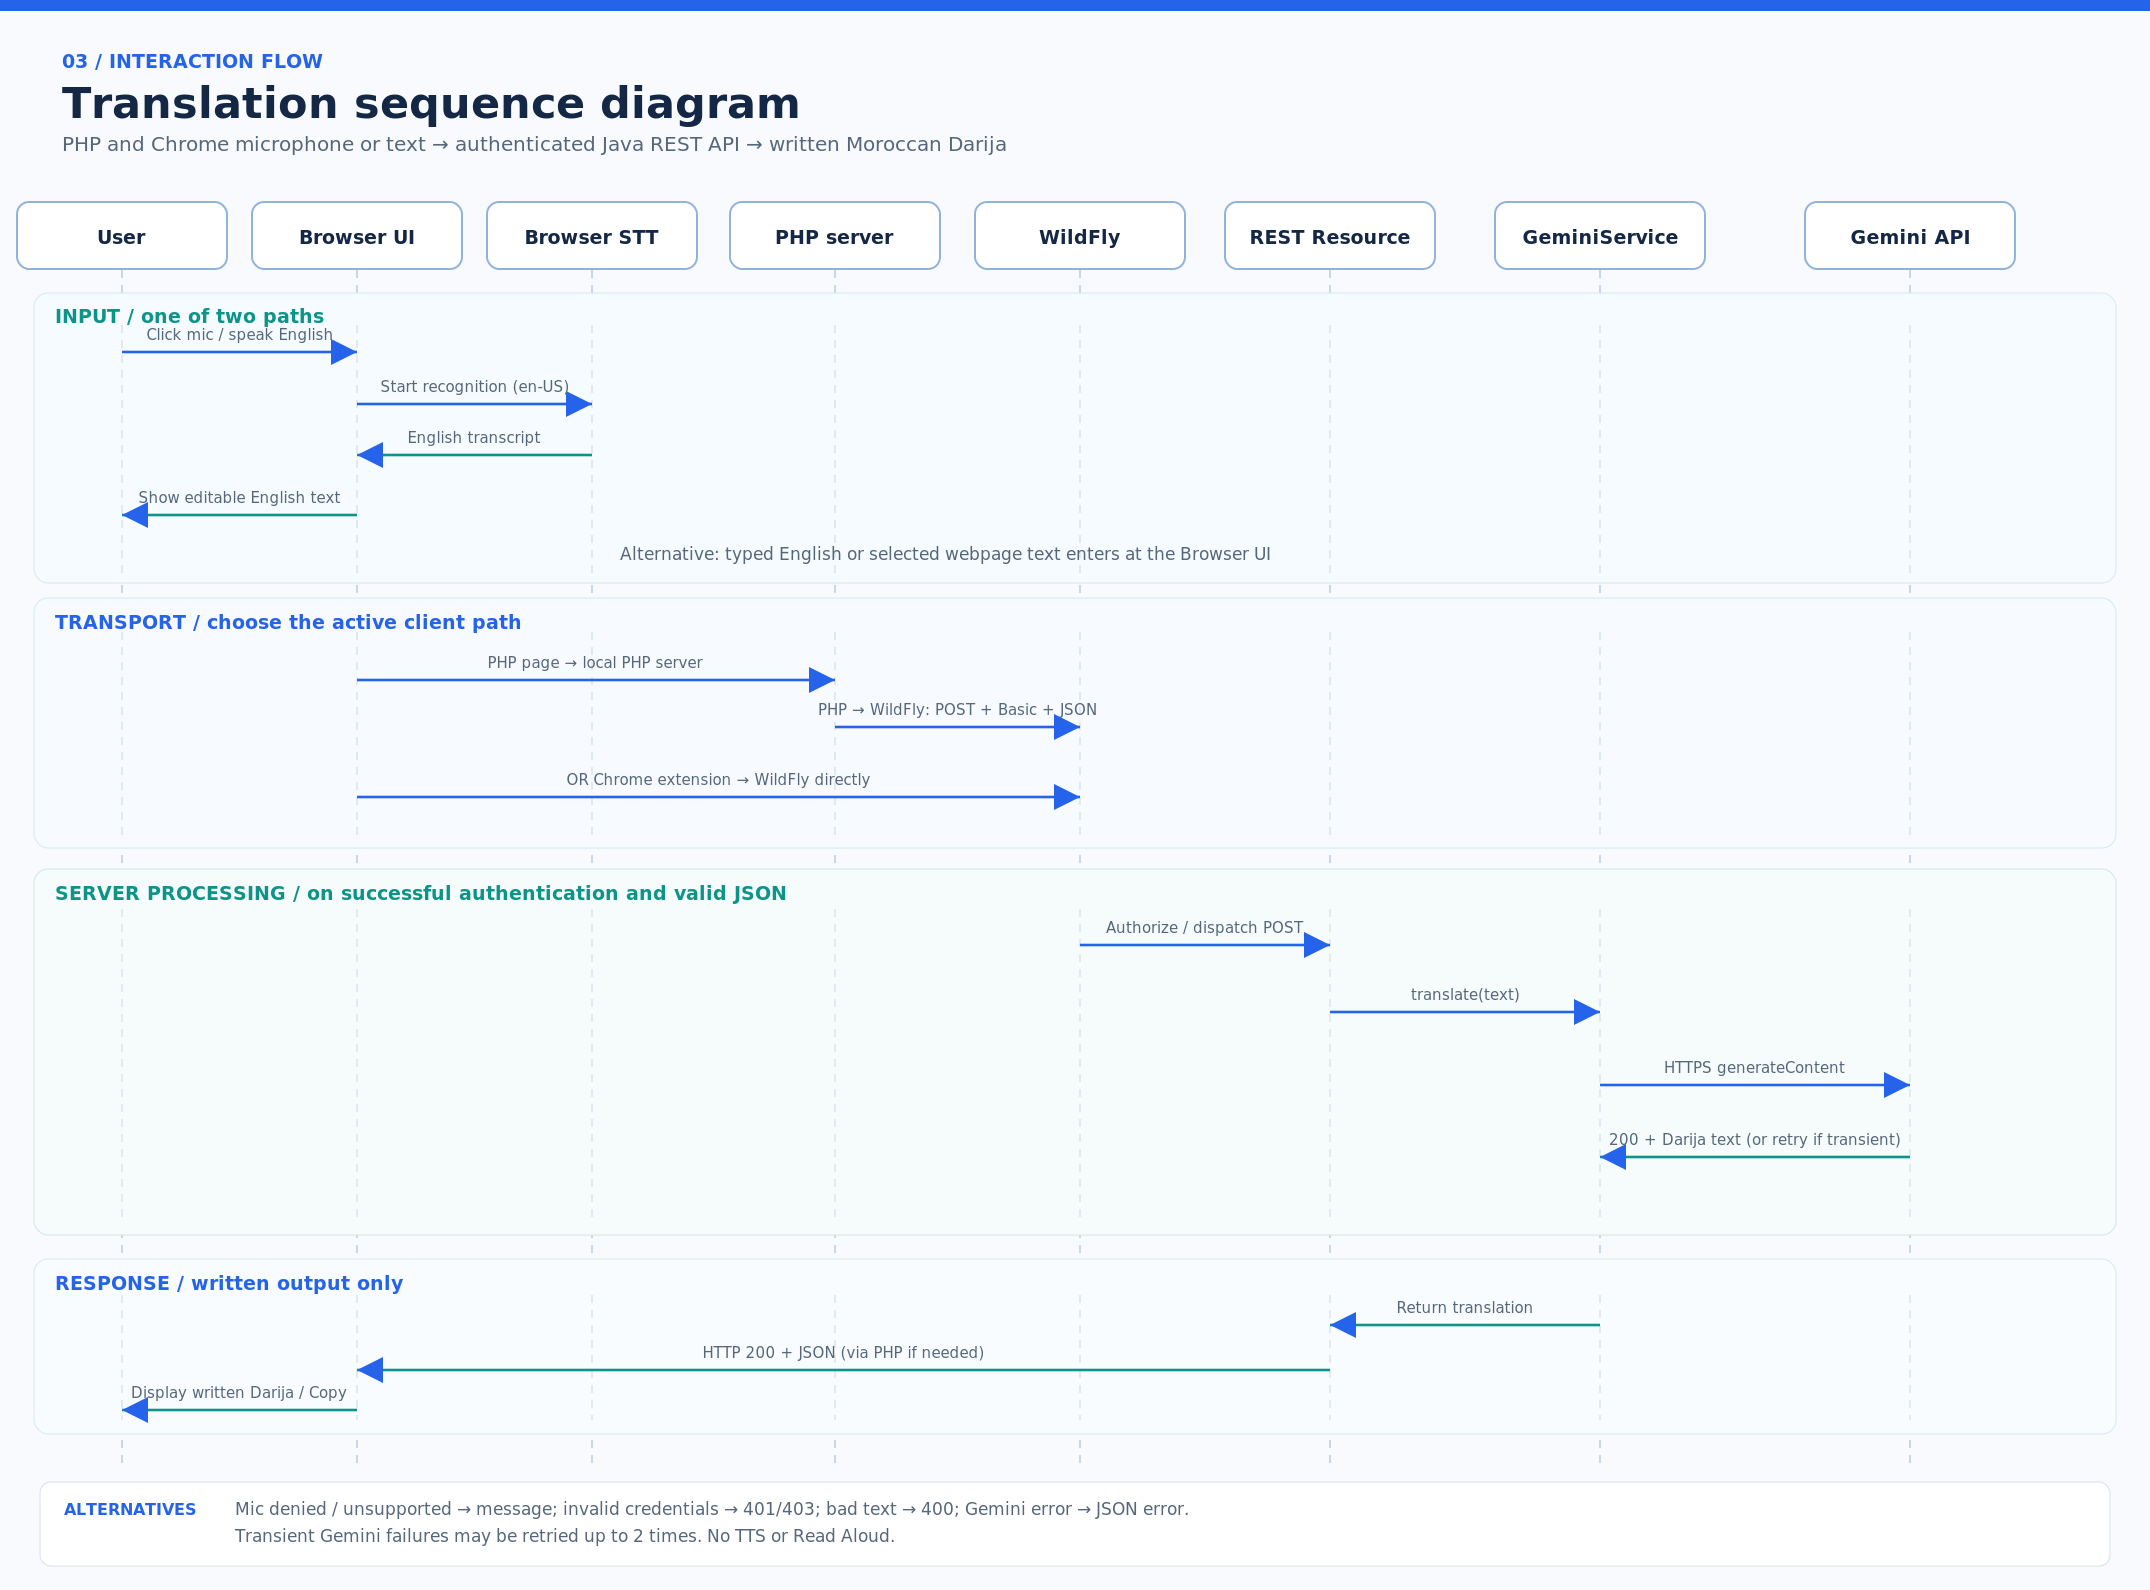 03 / INTERACTION FLOW
Translation sequence diagram
PHP and Chrome microphone or text → authenticated Java REST API → written Moroccan Darija
User
Browser UI
Browser STT
PHP server
WildFly
REST Resource
GeminiService
Gemini API
INPUT / one of two paths
Click mic / speak English
Start recognition (en-US)
English transcript
Show editable English text
Alternative: typed English or selected webpage text enters at the Browser UI
TRANSPORT / choose the active client path
PHP page → local PHP server
PHP → WildFly: POST + Basic + JSON
OR Chrome extension → WildFly directly
SERVER PROCESSING / on successful authentication and valid JSON
Authorize / dispatch POST
translate(text)
HTTPS generateContent
200 + Darija text (or retry if transient)
RESPONSE / written output only
Return translation
HTTP 200 + JSON (via PHP if needed)
Display written Darija / Copy
ALTERNATIVES
Mic denied / unsupported → message; invalid credentials → 401/403; bad text → 400; Gemini error → JSON error.
Transient Gemini failures may be retried up to 2 times. No TTS or Read Aloud.